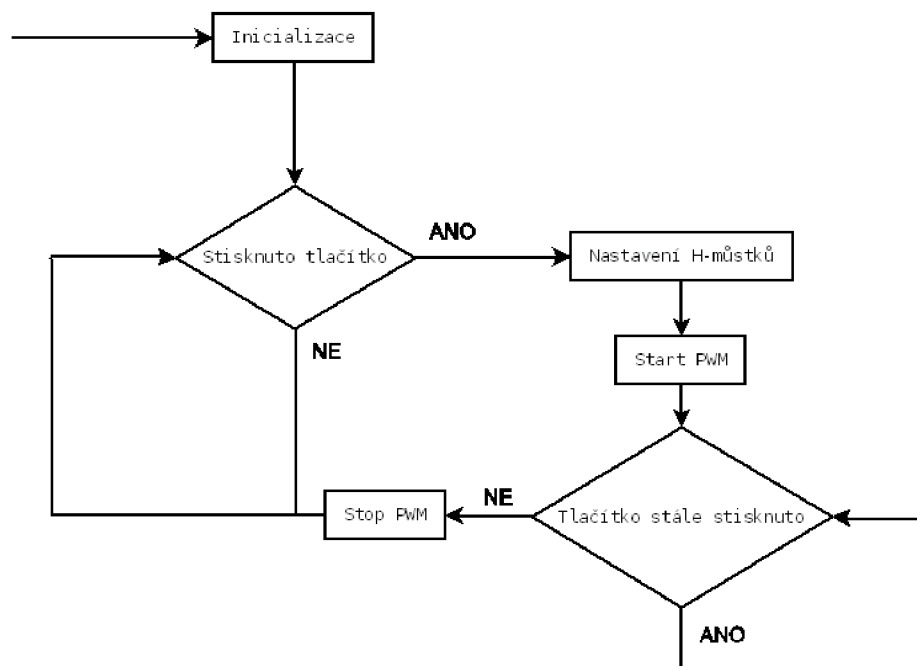 Inicializace
Stisknuto tlačítko
ANO
Nastavení H-můstků
NE
Start PWM
Stop PWM
NE
Tlačítko stále stisknuto
ANO